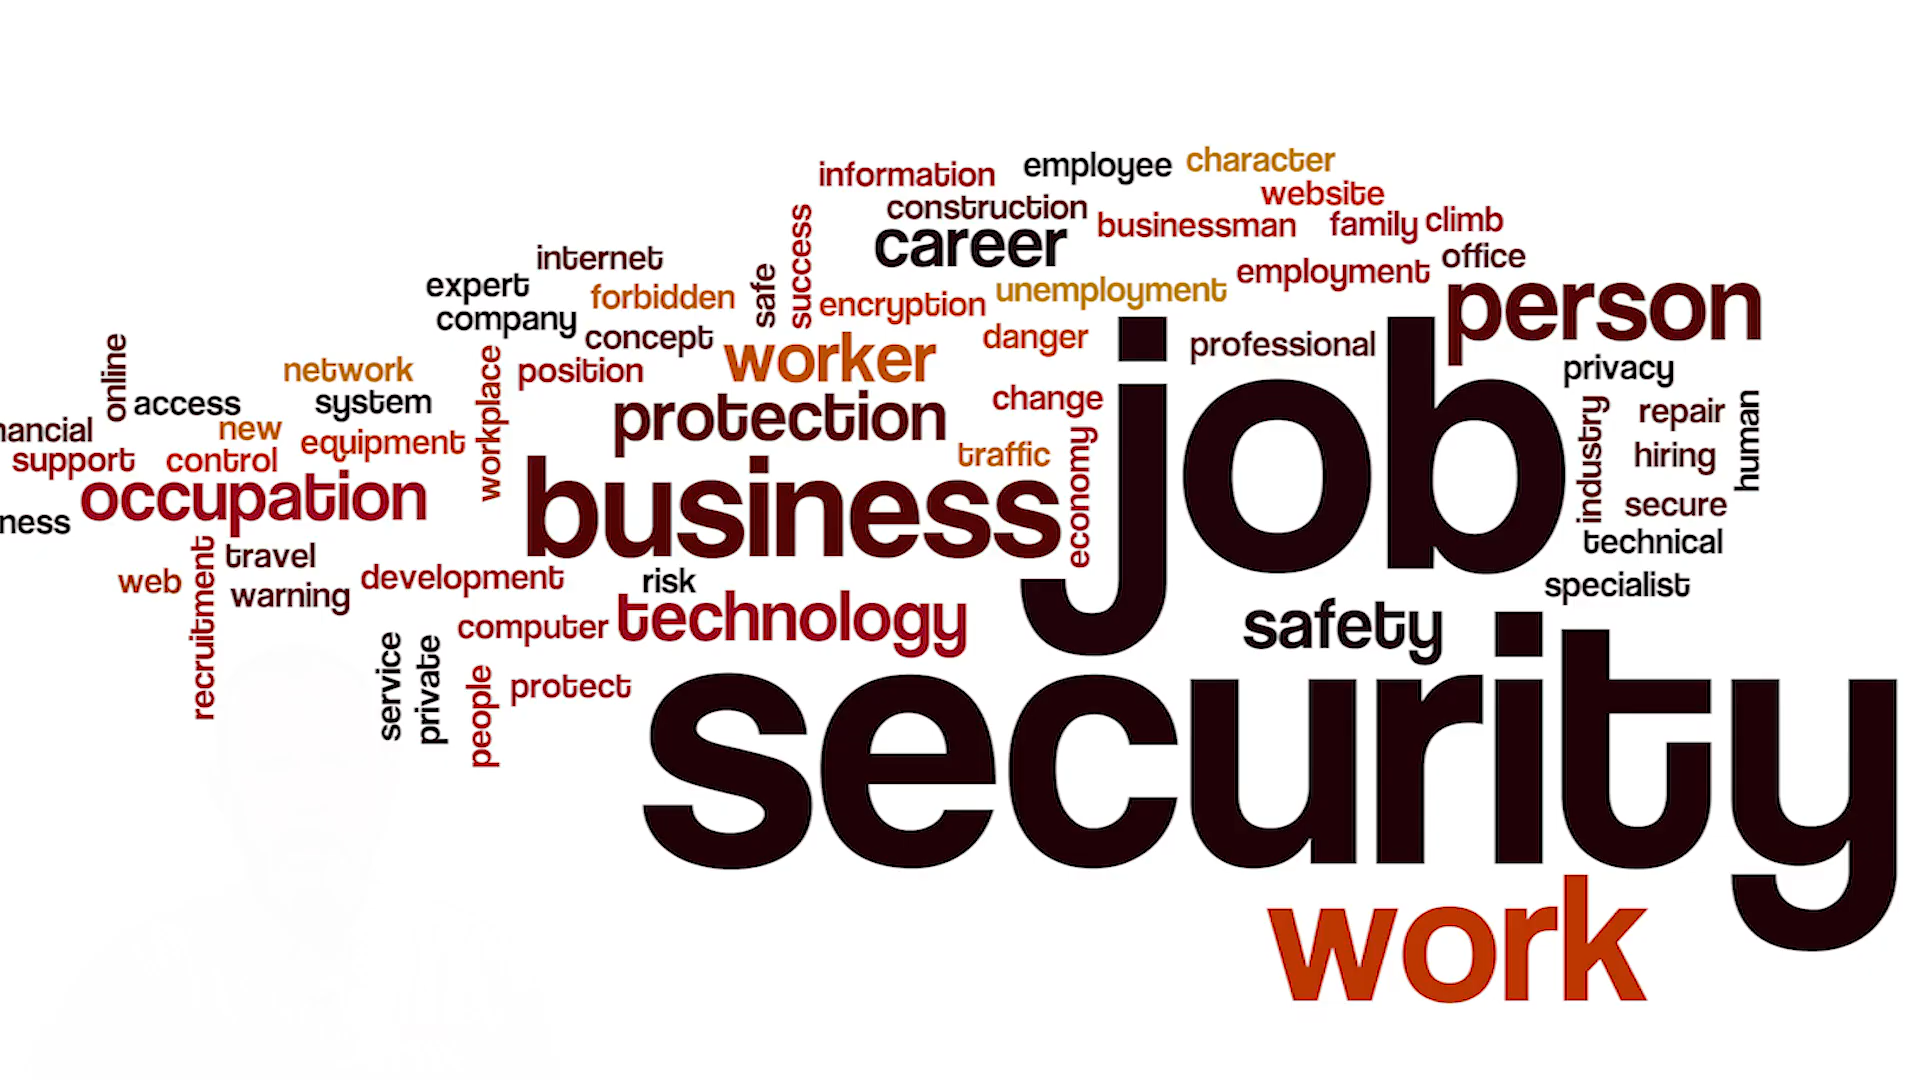 information
employee
character
website
construction
businessman
family
climb
career
office
internet
safe
success
employment
expert
forbidden
encryption
unemployment
person
company
concept
danger
professional
job
online
network
workplace
position
worker
privacy
access
system
protection
change
industry
repair
human
nancial
new
equipment
traffic
economy
hiring
support
control
occupation
business
secure
ness
technical
recruitment
travel
web
warning
development
risk
technology
specialist
safety
computer
service
private
people
protect
security
work